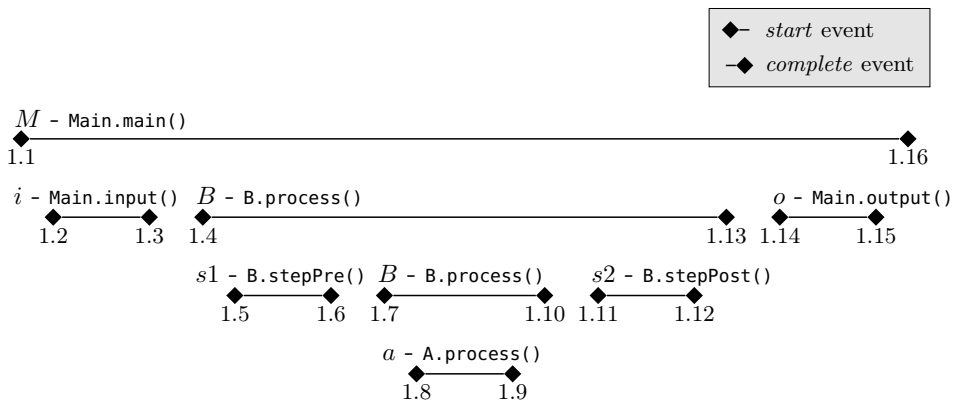 start event
complete event
M - Main.main()
1.1 1.16
i - Main.input() B - B.process() o - Main.output()
1.2 1.3 1.4 1.13 1.14 1.15
s1 - B.stepPre() B - B.process() s2 - B.stepPost()
1.5 1.6 1.7 1.10 1.11 1.12
a - A.process()
1.8 1.9